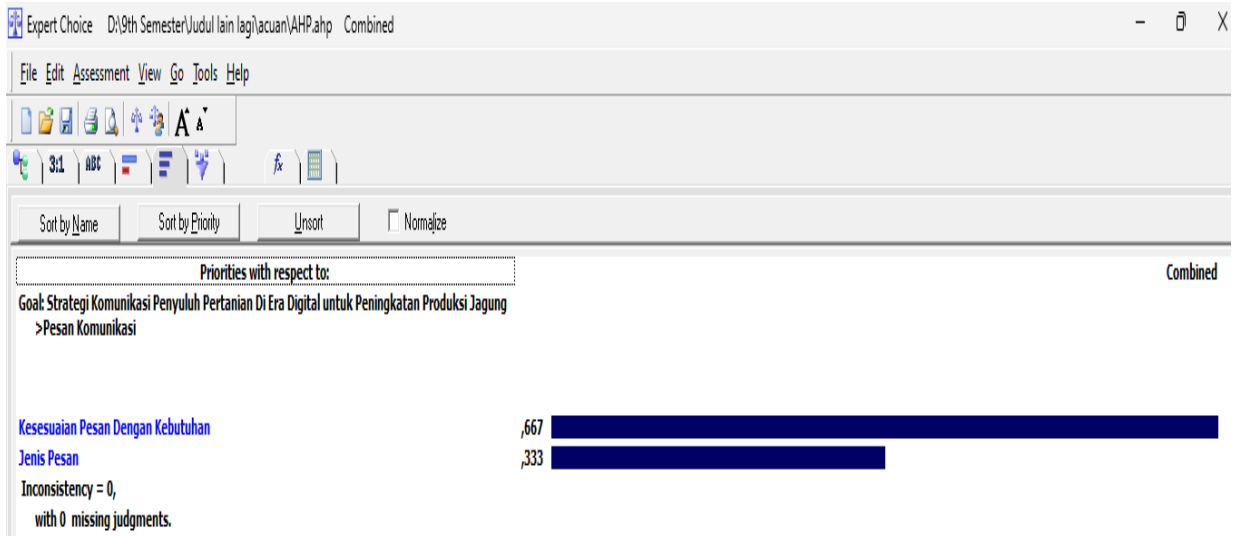 Expert Choice D:\9th Semester\Judul lain lagi\acuan\AHP.ahp Combined
File Edit Assessment View Go Tools Help
A A
3:1 ABC fx
Sort by Name Sort by Priority Unsort Normalize
Priorities with respect to: Combined
Goal: Strategi Komunikasi Penyuluh Pertanian Di Era Digital untuk Peningkatan Produksi Jagung
>Pesan Komunikasi
Kesesuaian Pesan Dengan Kebutuhan ,667
Jenis Pesan ,333
Inconsistency = 0,
with 0 missing judgments.